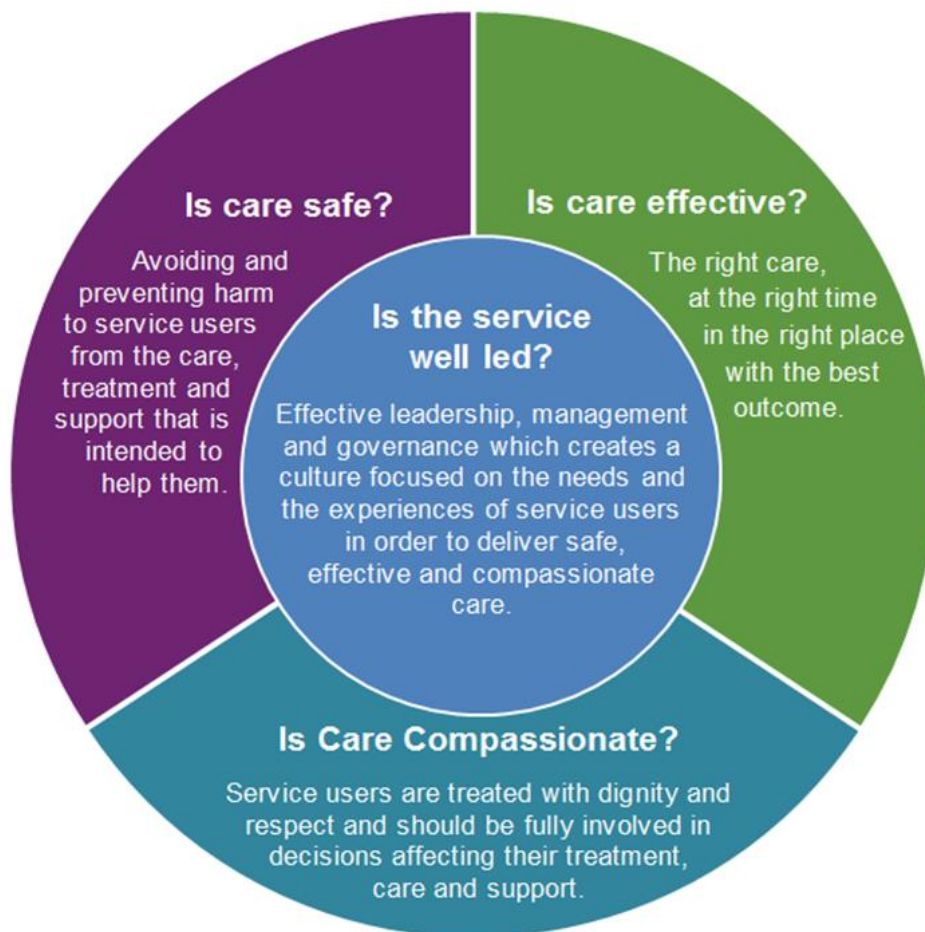 Is care safe?
Avoiding and
preventing harm
to service users
from the care,
treatment and
support that is
intended to
help them.
Is care effective?
The right care,
at the right time
in the right place
with the best
outcome.
Is the service
well led?
Effective leadership, management
and governance which creates a
culture focused on the needs and
the experiences of service users
in order to deliver safe,
effective and compassionate
care.
Is Care Compassionate?
Service users are treated with dignity and
respect and should be fully involved in
decisions affecting their treatment,
care and support.